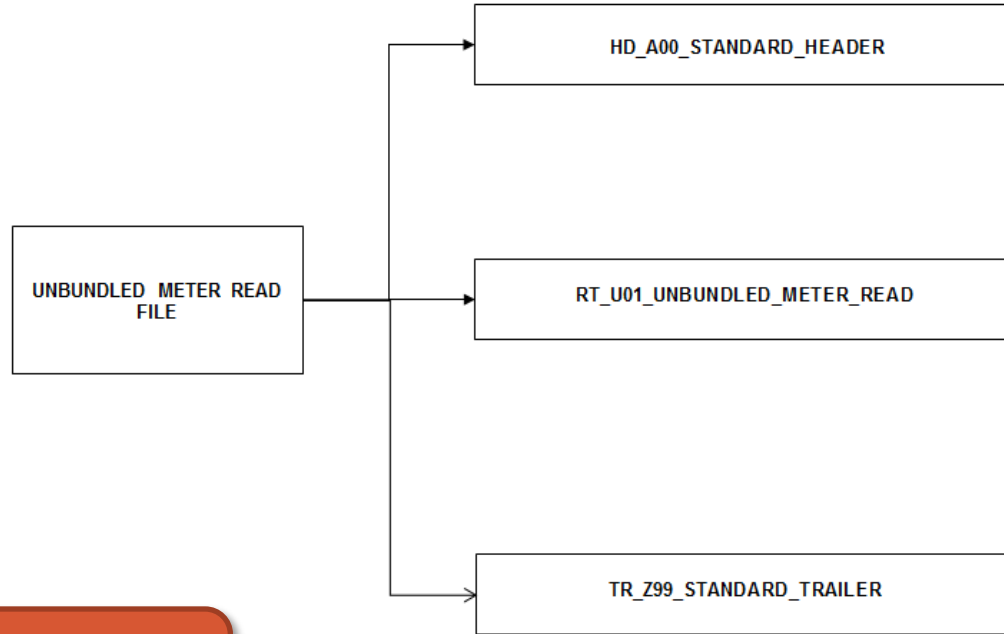 HD_A00_STANDARD_HEADER
UNBUNDLED METER READ
FILE
RT_U01_UNBUNDLED_METER_READ
TR_Z99_STANDARD_TRAILER